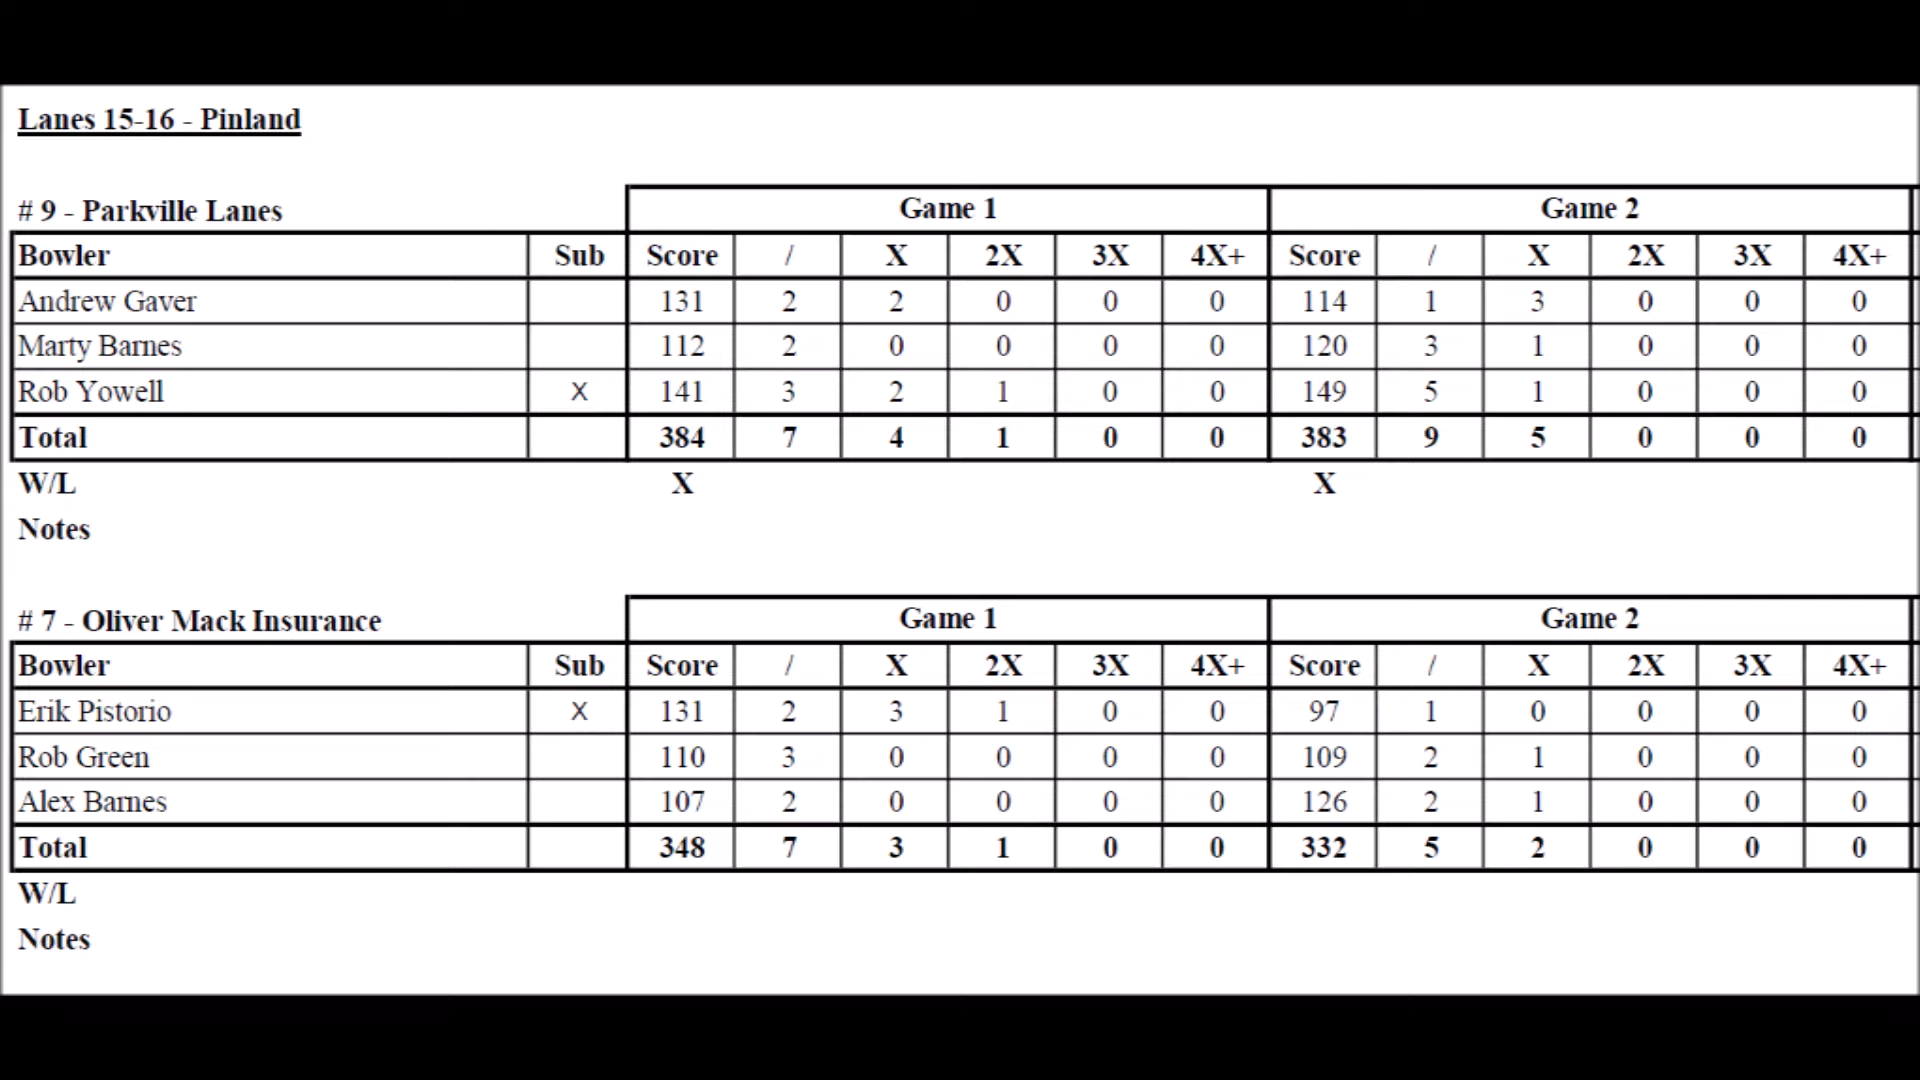 Lanes 15-16 - Pinland
# 9 - Parkville Lanes Game 1 Game 2
Bowler Sub Score / X 2X 3X 4X+ Score / X 2X 3X 4X+
Andrew Gaver 131 2 2 0 0 0 114 1 3 0 0 0
Marty Barnes 112 2 0 0 0 0 120 3 1 0 0 0
Rob Yowell X 141 3 2 1 0 0 149 5 1 0 0 0
Total 384 7 4 1 0 0 383 9 5 0 0 0
W/L X X
Notes
# 7 - Oliver Mack Insurance Game 1 Game 2
Bowler Sub Score / X 2X 3X 4X+ Score / X 2X 3X 4X+
Erik Pistorio X 131 2 3 1 0 0 97 1 0 0 0 0
Rob Green 110 3 0 0 0 0 109 2 1 0 0 0
Alex Barnes 107 2 0 0 0 0 126 2 1 0 0 0
Total 348 7 3 1 0 0 332 5 2 0 0 0
W/L
Notes